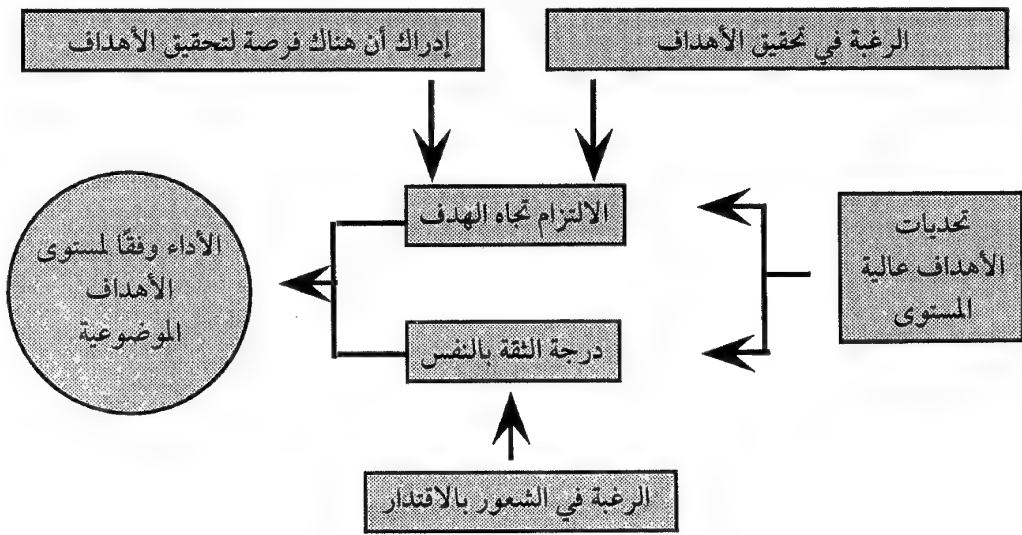 الرغبة في تحقيق الأهداف
إدراك أن هناك فرصة لتحقيق الأهداف
تحديات
الأهداف عالية
المستوى
الالتزام تجاه الهدف
درجة الثقة بالنفس
الأداء وفقًا لمستوى
الأهداف
الموضوعية
الرغبة في الشعور بالاقتدار